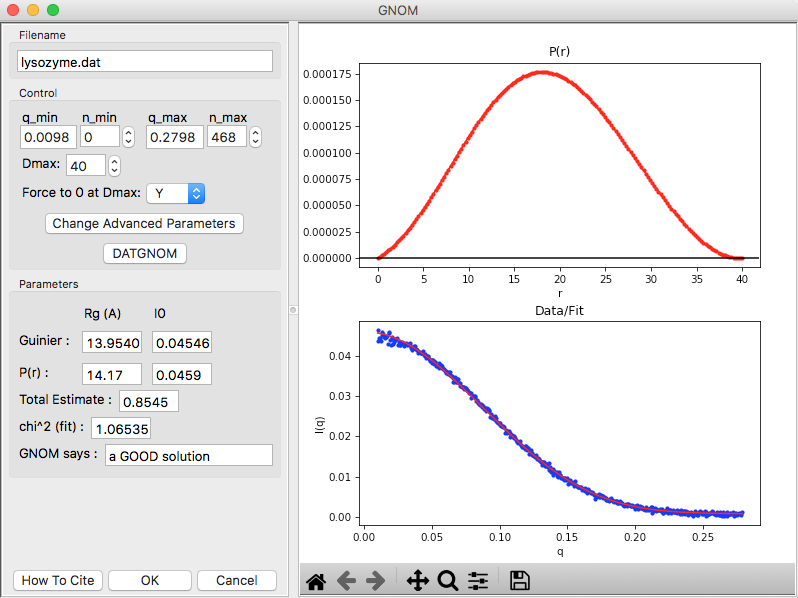 GNOM
Filename
lysozyme.dat
Control
q_min n_min q_max n_max
0.0098 0 0.2798 468
Dmax: 40
Force to 0 at Dmax: Y
Change Advanced Parameters
DATGNOM
Parameters
Rg (A) I0
Guinier : 13.9540 0.04546
P(r) : 14.17 0.0459
Total Estimate : 0.8545
chi^2 (fit) : 1.06535
GNOM says : a GOOD solution
How To Cite OK Cancel
P(r)
0.000175
0.000150
0.000125
0.000100
0.000075
0.000050
0.000025
0.000000
0 5 10 15 20 25 30 35 40
r
Data/Fit
0.04
0.03
0.02
0.01
0.00
I(q)
0.00 0.05 0.10 0.15 0.20 0.25
q